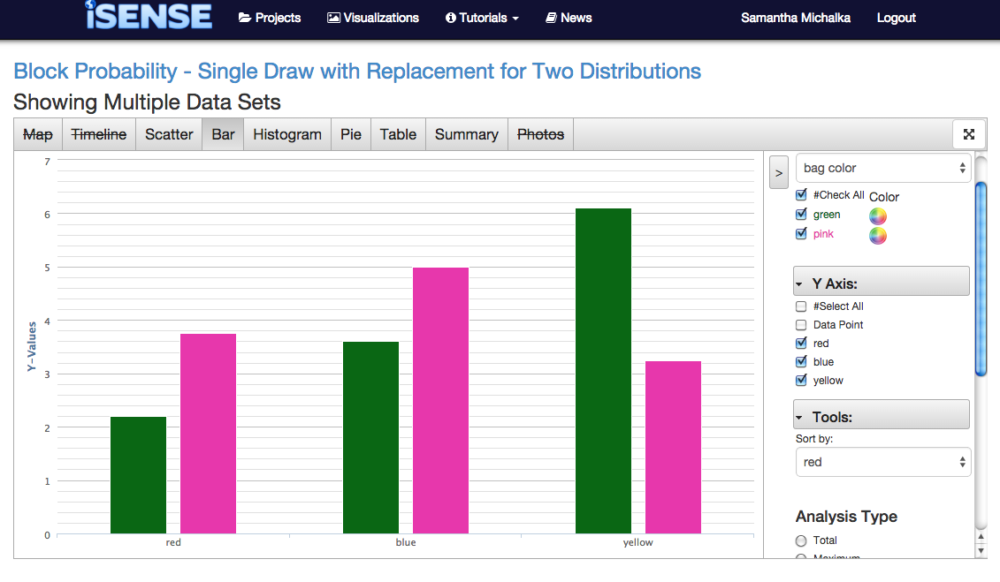 iSENSE Projects Visualizations Tutorials News Samantha Michalka Logout
Block Probability - Single Draw with Replacement for Two Distributions
Showing Multiple Data Sets
Map Timeline Scatter Bar Histogram Pie Table Summary Photos
7
6
5
4
3
2
1
0
Y-Values
red blue yellow
>
bag color
#Check All Color
green
pink
Y Axis:
#Select All
Data Point
red
blue
yellow
Tools:
Sort by:
red
Analysis Type
Total
Maximum